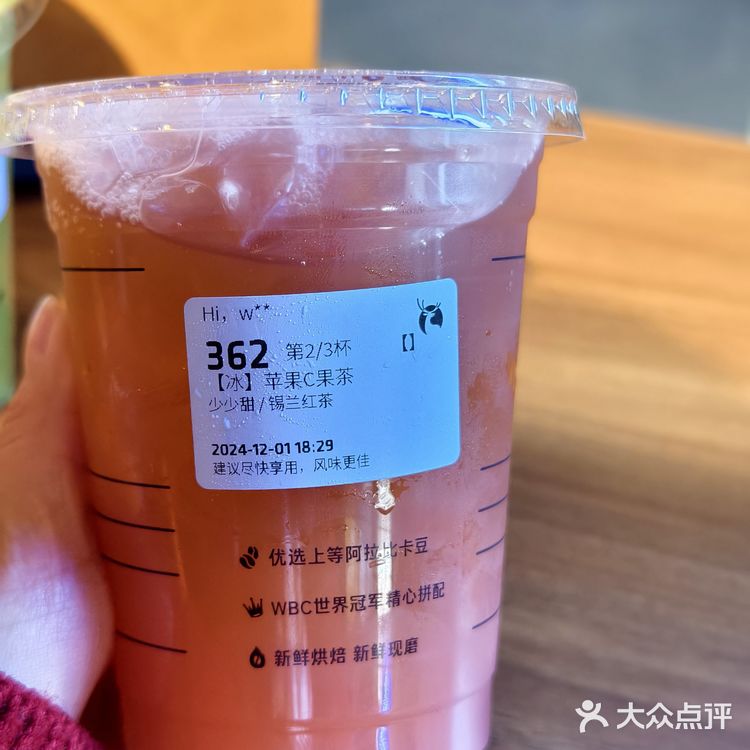 Hi，w**
362 第2/3杯
【】
【冰】苹果C果茶
少少甜/锡兰红茶
2024-12-01 18:29
建议尽快享用，风味更佳
优选上等阿拉比卡豆
WBC世界冠军精心拼配
新鲜烘焙 新鲜现磨
大众点评